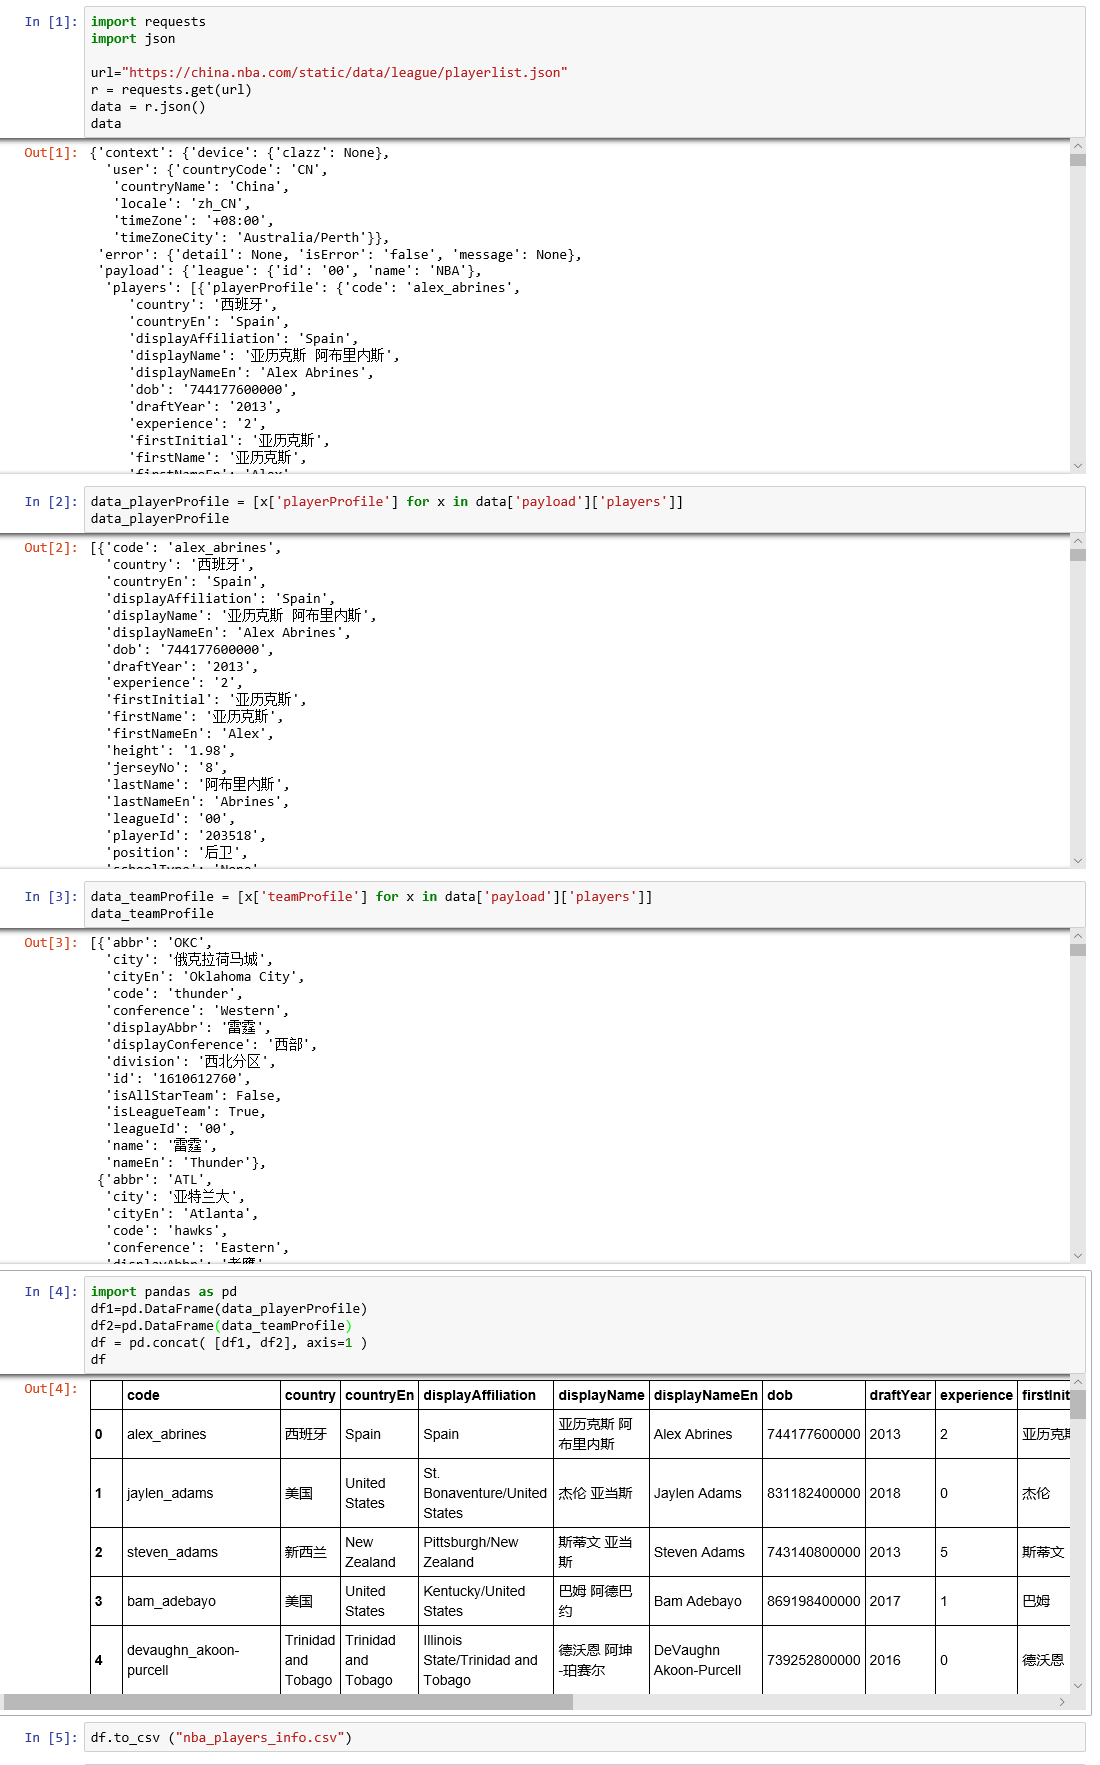 In [1]: import requests
import json
url="https://china.nba.com/static/data/league/playerlist.json"
r = requests.get(url)
data = r.json()
data
Out[1]: {'context': {'device': {'clazz': None},
'user': {'countryCode': 'CN',
'countryName': 'China',
'locale': 'zh_CN',
'timeZone': '+08:00',
'timeZoneCity': 'Australia/Perth'}},
'error': {'detail': None, 'isError': 'false', 'message': None},
'payload': {'league': {'id': '00', 'name': 'NBA'},
'players': [{'playerProfile': {'code': 'alex_abrines',
'country': '西班牙',
'countryEn': 'Spain',
'displayAffiliation': 'Spain',
'displayName': '亚历克斯 阿布里内斯',
'displayNameEn': 'Alex Abrines',
'dob': '744177600000',
'draftYear': '2013',
'experience': '2',
'firstInitial': '亚历克斯',
'firstName': '亚历克斯',
'firstNameEn': 'Alex',
In [2]: data_playerProfile = [x['playerProfile'] for x in data['payload']['players']]
data_playerProfile
Out[2]: [{'code': 'alex_abrines',
'country': '西班牙',
'countryEn': 'Spain',
'displayAffiliation': 'Spain',
'displayName': '亚历克斯 阿布里内斯',
'displayNameEn': 'Alex Abrines',
'dob': '744177600000',
'draftYear': '2013',
'experience': '2',
'firstInitial': '亚历克斯',
'firstName': '亚历克斯',
'firstNameEn': 'Alex',
'height': '1.98',
'jerseyNo': '8',
'lastName': '阿布里内斯',
'lastNameEn': 'Abrines',
'leagueId': '00',
'playerId': '203518',
'position': '后卫',
'schoolType': 'None',
In [3]: data_teamProfile = [x['teamProfile'] for x in data['payload']['players']]
data_teamProfile
Out[3]: [{'abbr': 'OKC',
'city': '俄克拉荷马城',
'cityEn': 'Oklahoma City',
'code': 'thunder',
'conference': 'Western',
'displayAbbr': '雷霆',
'displayConference': '西部',
'division': '西北分区',
'id': '1610612760',
'isAllStarTeam': False,
'isLeagueTeam': True,
'leagueId': '00',
'name': '雷霆',
'nameEn': 'Thunder'},
{'abbr': 'ATL',
'city': '亚特兰大',
'cityEn': 'Atlanta',
'code': 'hawks',
'conference': 'Eastern',
'displayAbbr': '老鹰',
In [4]: import pandas as pd
df1=pd.DataFrame(data_playerProfile)
df2=pd.DataFrame(data_teamProfile)
df = pd.concat( [df1, df2], axis=1 )
df
Out[4]: code country countryEn displayAffiliation displayName displayNameEn dob draftYear experience firstInit
0 alex_abrines 西班牙 Spain Spain 亚历克斯 阿布里内斯 Alex Abrines 744177600000 2013 2 亚历克斯
1 jaylen_adams 美国 United States St. Bonaventure/United States 杰伦 亚当斯 Jaylen Adams 831182400000 2018 0 杰伦
2 steven_adams 新西兰 New Zealand Pittsburgh/New Zealand 斯蒂文 亚当斯 Steven Adams 743140800000 2013 5 斯蒂文
3 bam_adebayo 美国 United States Kentucky/United States 巴姆 阿德巴约 Bam Adebayo 869198400000 2017 1 巴姆
4 devaughn_akoon-purcell Trinidad and Tobago Trinidad and Tobago Illinois State/Trinidad and Tobago 德沃恩 阿坤-珀赛尔 DeVaughn Akoon-Purcell 739252800000 2016 0 德沃恩
In [5]: df.to_csv ("nba_players_info.csv")